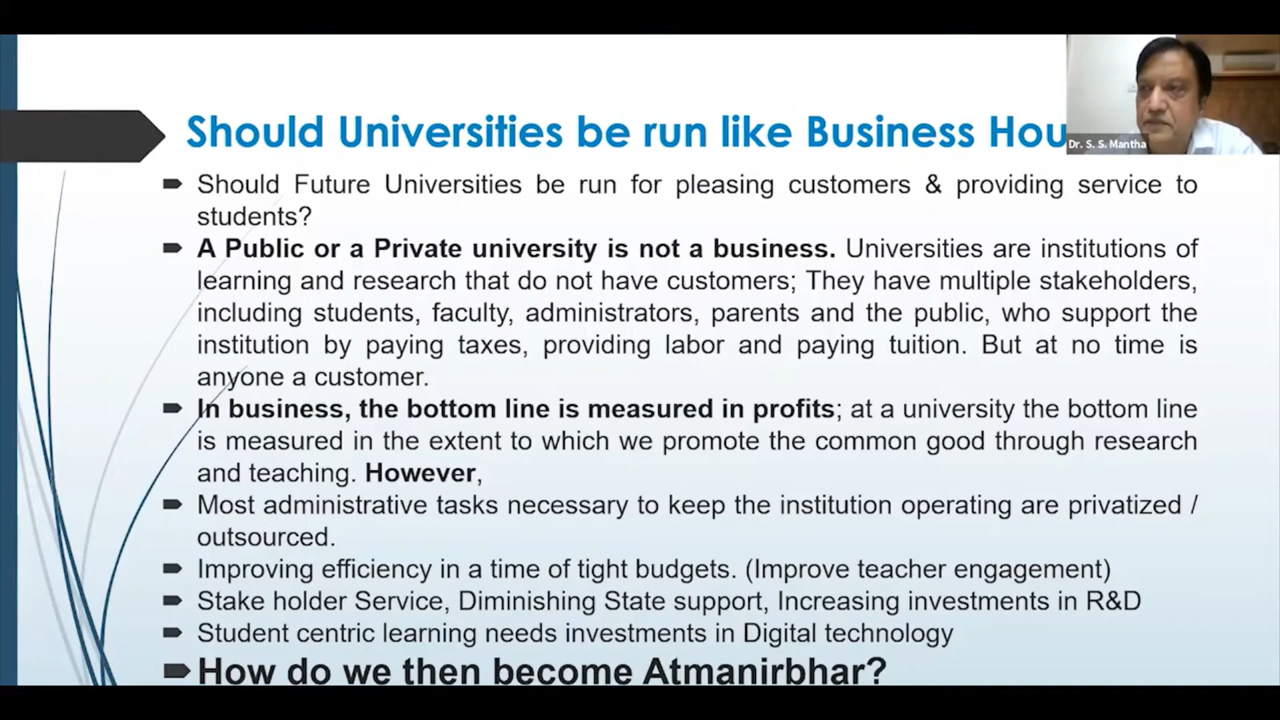 Should Universities be run like Business Hou
Dr. S. S. Mantha
Should Future Universities be run for pleasing customers & providing service to
students?
A Public or a Private university is not a business. Universities are institutions of
learning and research that do not have customers; They have multiple stakeholders,
including students, faculty, administrators, parents and the public, who support the
institution by paying taxes, providing labor and paying tuition. But at no time is
anyone a customer.
In business, the bottom line is measured in profits; at a university the bottom line
is measured in the extent to which we promote the common good through research
and teaching. However,
Most administrative tasks necessary to keep the institution operating are privatized /
outsourced.
Improving efficiency in a time of tight budgets. (Improve teacher engagement)
Stake holder Service, Diminishing State support, Increasing investments in R&D
Student centric learning needs investments in Digital technology
How do we then become Atmanirbhar?